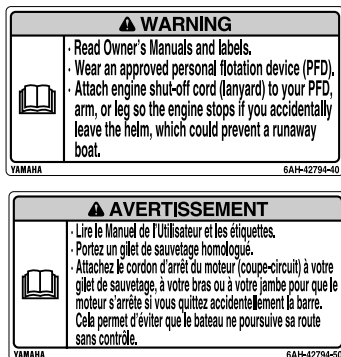 ⚠ WARNING
· Read Owner's Manuals and labels.
· Wear an approved personal flotation device (PFD).
· Attach engine shut-off cord (lanyard) to your PFD,
arm, or leg so the engine stops if you accidentally
leave the helm, which could prevent a runaway
boat.
YAMAHA 6AH-42794-40
⚠ AVERTISSEMENT
· Lire le Manuel de l'Utilisateur et les étiquettes.
· Portez un gilet de sauvetage homologué.
· Attachez le cordon d'arrêt du moteur (coupe-circuit) à votre
gilet de sauvetage, à votre bras ou à votre jambe pour que le
moteur s'arrête si vous quittez accidentellement la barre.
Cela permet d'éviter que le bateau ne poursuive sa route
sans contrôle.
YAMAHA 6AH-42794-50